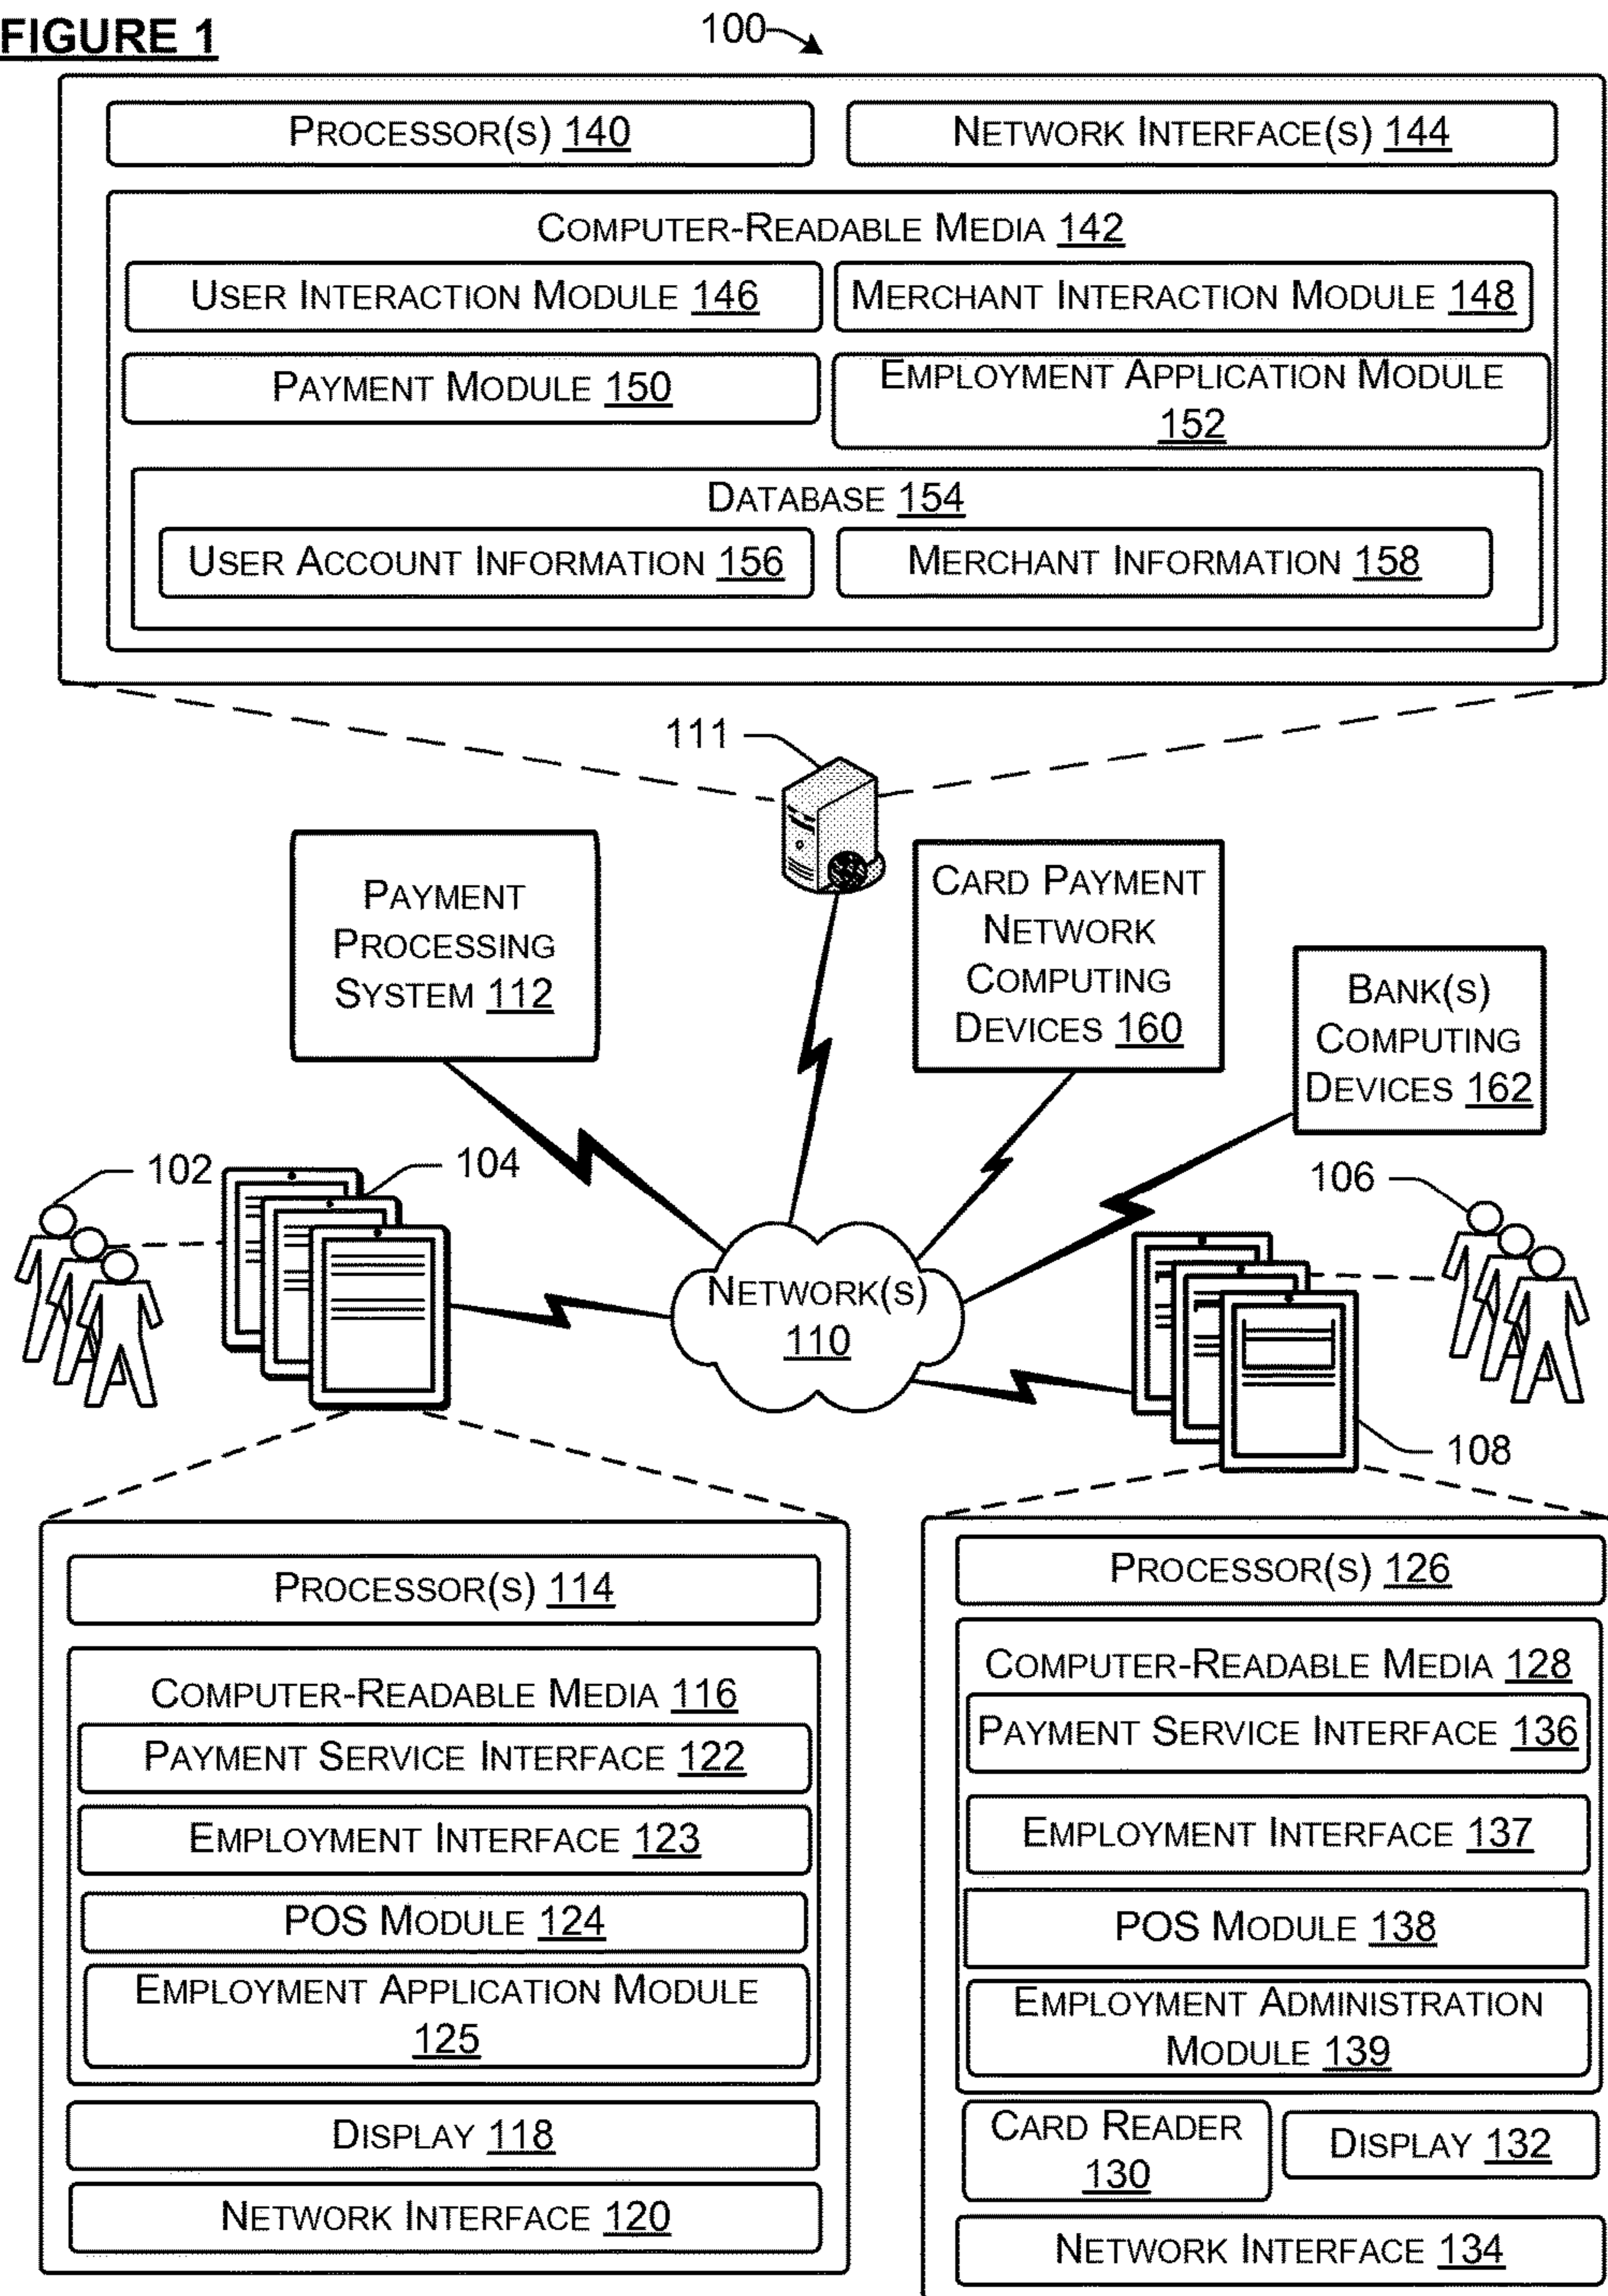 FIGURE 1
100
PROCESSOR(S) 140
NETWORK INTERFACE(S) 144
COMPUTER-READABLE MEDIA 142
USER INTERACTION MODULE 146
MERCHANT INTERACTION MODULE 148
PAYMENT MODULE 150
EMPLOYMENT APPLICATION MODULE
152
DATABASE 154
USER ACCOUNT INFORMATION 156
MERCHANT INFORMATION 158
111
PAYMENT
PROCESSING
SYSTEM 112
CARD PAYMENT
NETWORK
COMPUTING
DEVICES 160
BANK(S)
COMPUTING
DEVICES 162
102
104
106
NETWORK(S)
110
108
PROCESSOR(S) 114
COMPUTER-READABLE MEDIA 116
PAYMENT SERVICE INTERFACE 122
EMPLOYMENT INTERFACE 123
POS MODULE 124
EMPLOYMENT APPLICATION MODULE
125
DISPLAY 118
NETWORK INTERFACE 120
PROCESSOR(S) 126
COMPUTER-READABLE MEDIA 128
PAYMENT SERVICE INTERFACE 136
EMPLOYMENT INTERFACE 137
POS MODULE 138
EMPLOYMENT ADMINISTRATION
MODULE 139
CARD READER
130
DISPLAY 132
NETWORK INTERFACE 134